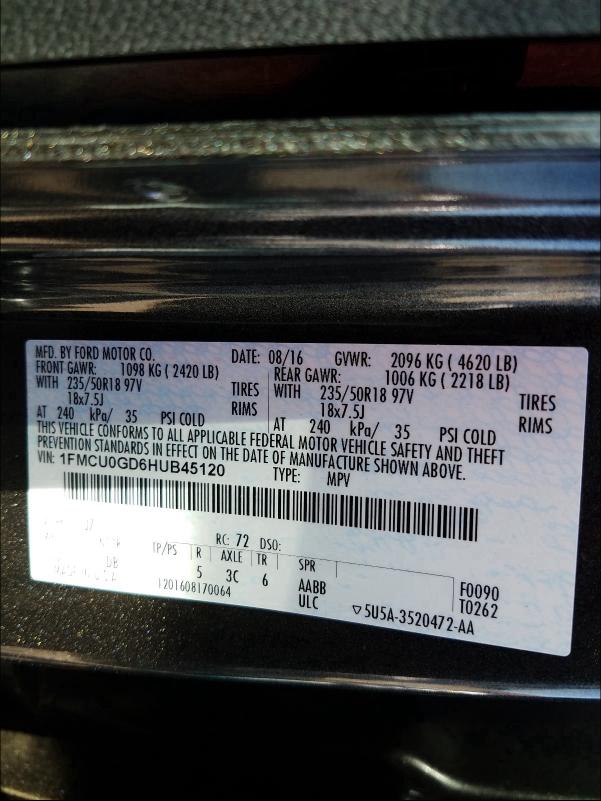 MFD. BY FORD MOTOR CO. DATE: 08/16 GVWR: 2096 KG ( 4620 LB)
FRONT GAWR: 1098 KG ( 2420 LB) REAR GAWR: 1006 KG ( 2218 LB)
WITH 235/50R18 97V TIRES WITH 235/50R18 97V TIRES
18x7.5J RIMS 18x7.5J RIMS
AT 240 kPa/ 35 PSI COLD AT 240 kPa/ 35 PSI COLD
THIS VEHICLE CONFORMS TO ALL APPLICABLE FEDERAL MOTOR VEHICLE SAFETY AND THEFT
PREVENTION STANDARDS IN EFFECT ON THE DATE OF MANUFACTURE SHOWN ABOVE.
VIN: 1FMCU0GD6HUB45120 TYPE: MPV
RC: 72 DSO:
TP/PS R AXLE TR SPR
DB 5 3C 6 AABB F0090
1201608170064 ULC T0262
▽5U5A-3520472-AA